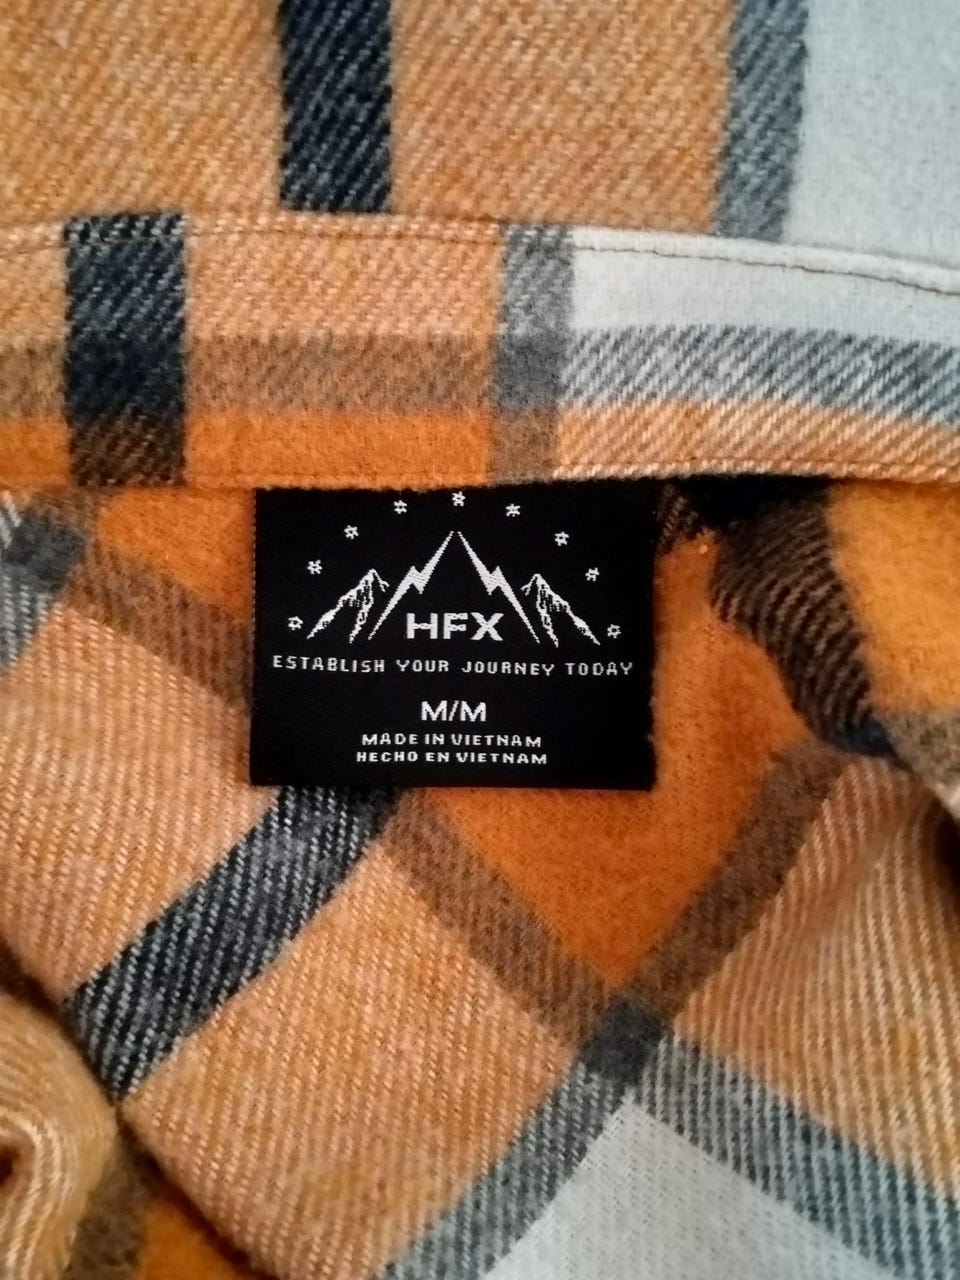 HFX
ESTABLISH YOUR JOURNEY TODAY
M/M
MADE IN VIETNAM
HECHO EN VIETNAM